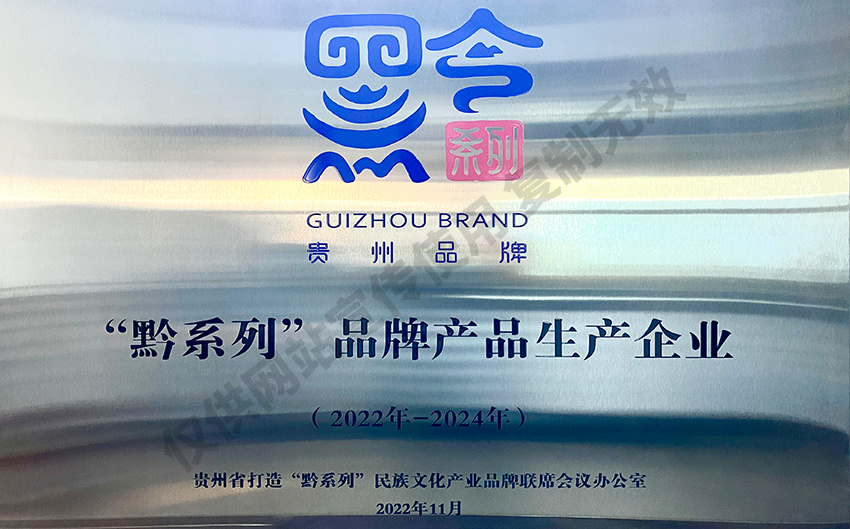 黔
系列
GUIZHOU BRAND
贵州品牌
“黔系列”品牌产品生产企业
（2022年-2024年）
贵州省打造“黔系列”民族文化产业品牌联席会议办公室
2022年11月
仅供网站宣传使用 复制无效